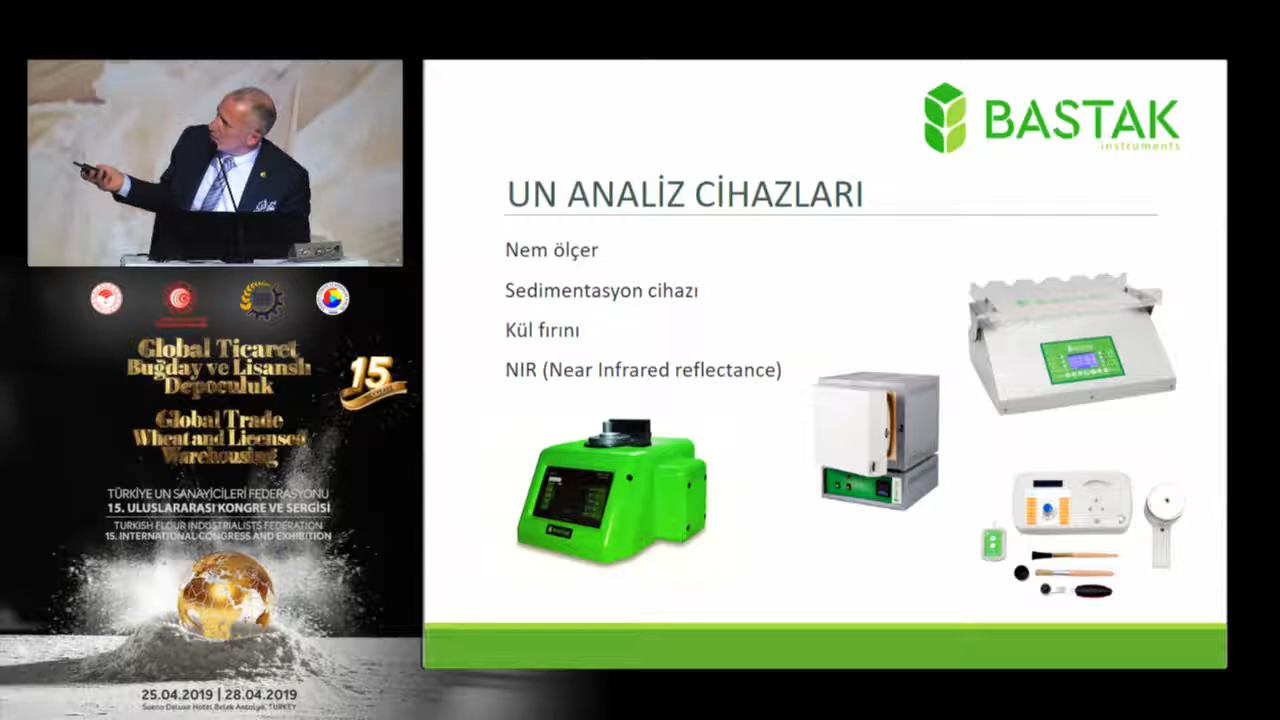 Global Ticaret
Buğday ve Lisanslı
Depoculuk
15
Global Trade
Wheat and Licensed
Warehousing
TÜRKİYE UN SANAYİCİLERİ FEDERASYONU
15. ULUSLARARASI KONGRE VE SERGİSİ
TURKISH FLOUR INDUSTRIALISTS FEDERATION
15. INTERNATIONAL CONGRESS AND EXHIBITION
25.04.2019 | 28.04.2019
Sueno Deluxe Hotel Belek Antalya, TURKEY
BASTAK
instruments
UN ANALİZ CİHAZLARI
Nem ölçer
Sedimentasyon cihazı
Kül fırını
NIR (Near Infrared reflectance)
BASTAK